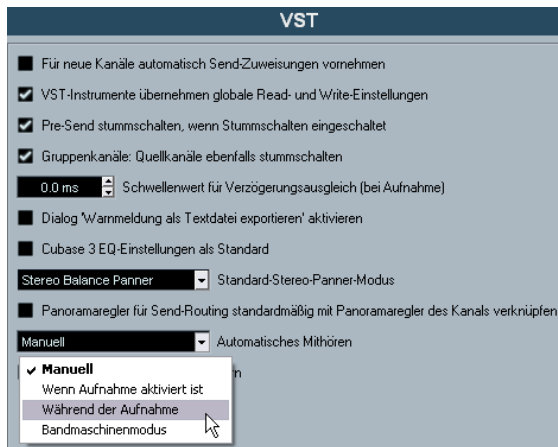 VST
Für neue Kanäle automatisch Send-Zuweisungen vornehmen
VST-Instrumente übernehmen globale Read- und Write-Einstellungen
Pre-Send stummschalten, wenn Stummschalten eingeschaltet
Gruppenkanäle: Quellkanäle ebenfalls stummschalten
0.0 ms Schwellenwert für Verzögerungsausgleich (bei Aufnahme)
Dialog 'Warnmeldung als Textdatei exportieren' aktivieren
Cubase 3 EQ-Einstellungen als Standard
Stereo Balance Panner Standard-Stereo-Panner-Modus
Panoramaregler für Send-Routing standardmäßig mit Panoramaregler des Kanals verknüpfen
Manuell Automatisches Mithören
Manuell
Wenn Aufnahme aktiviert ist
Während der Aufnahme
Bandmaschinenmodus